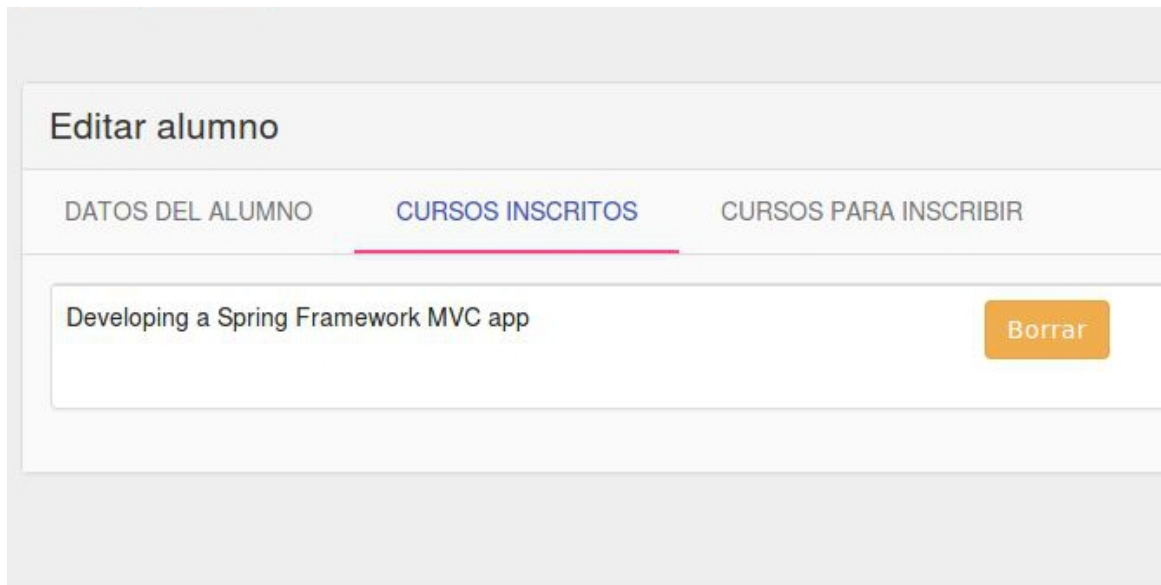 Editar alumno
DATOS DEL ALUMNO CURSOS INSCRITOS CURSOS PARA INSCRIBIR
Developing a Spring Framework MVC app Borrar